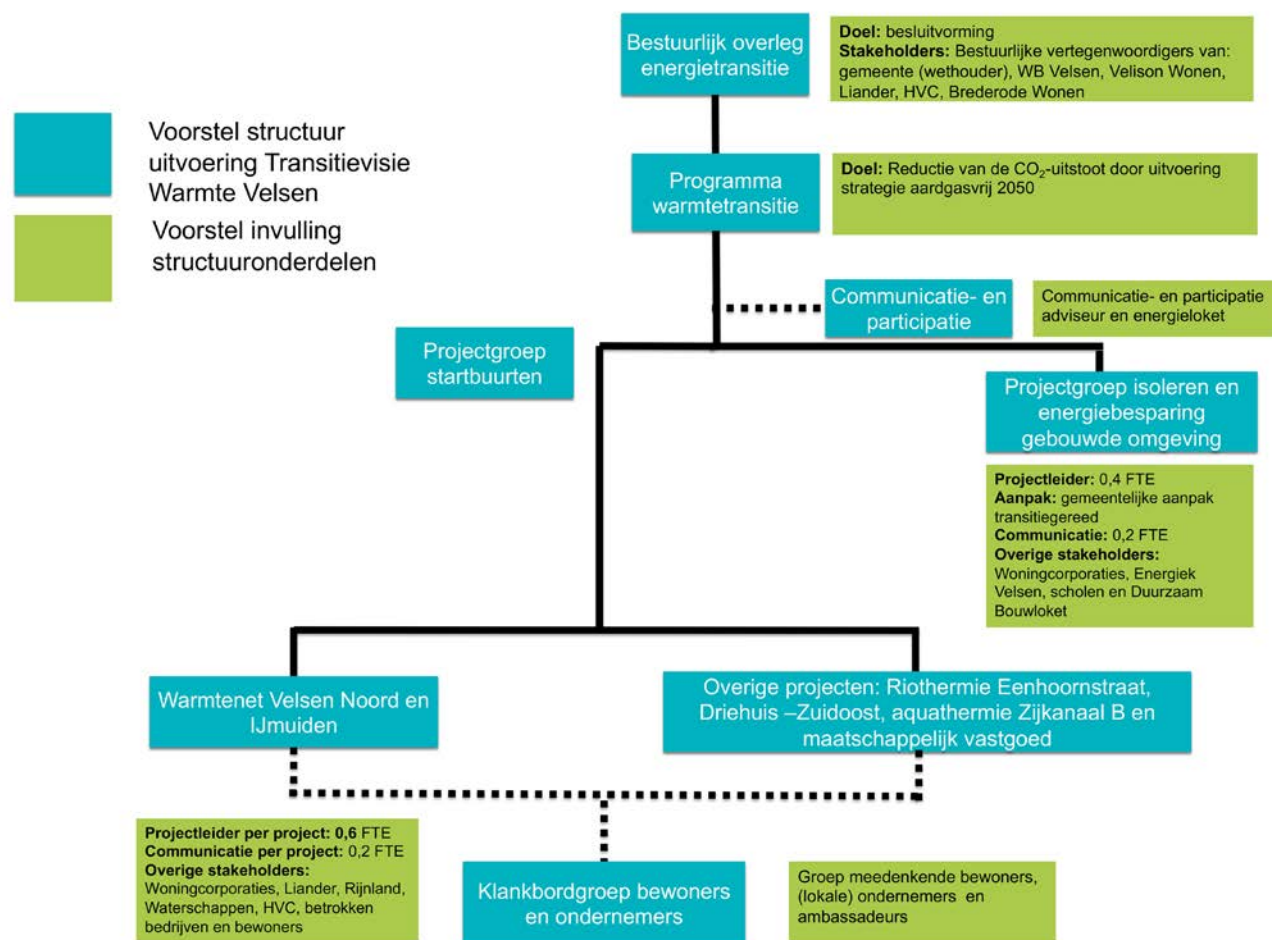 Voorstel structuur
uitvoering Transitievisie
Warmte Velsen
Voorstel invulling
structuuronderdelen
Bestuurlijk overleg
energietransitie
Doel: besluitvorming
Stakeholders: Bestuurlijke vertegenwoordigers van:
gemeente (wethouder), WB Velsen, Velison Wonen,
Liander, HVC, Brederode Wonen
Programma
warmtetransitie
Doel: Reductie van de CO₂-uitstoot door uitvoering
strategie aardgasvrij 2050
Communicatie- en
participatie
Communicatie- en participatie
adviseur en energieloket
Projectgroep
startbuurten
Projectgroep isoleren en
energiebesparing
gebouwde omgeving
Projectleider: 0,4 FTE
Aanpak: gemeentelijke aanpak
transitiegereed
Communicatie: 0,2 FTE
Overige stakeholders:
Woningcorporaties, Energiek
Velsen, scholen en Duurzaam
Bouwloket
Warmtenet Velsen Noord en
IJmuiden
Overige projecten: Riothermie Eenhoornstraat,
Driehuis –Zuidoost, aquathermie Zijkanaal B en
maatschappelijk vastgoed
Projectleider per project: 0,6 FTE
Communicatie per project: 0,2 FTE
Overige stakeholders:
Woningcorporaties, Liander, Rijnland,
Waterschappen, HVC, betrokken
bedrijven en bewoners
Klankbordgroep bewoners
en ondernemers
Groep meedenkende bewoners,
(lokale) ondernemers en
ambassadeurs